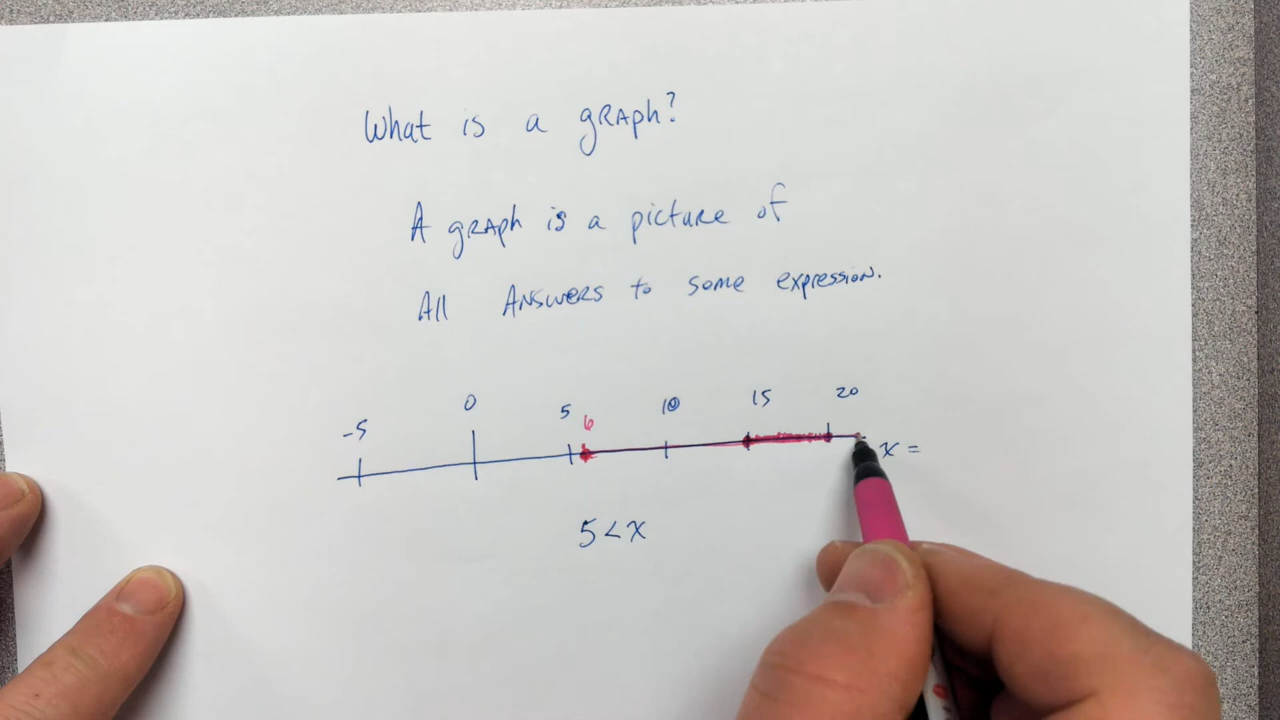 What is a graph?
A graph is a picture of
All Answers to some expression.
-5 0 5 6 10 15 20
x =
5 < x